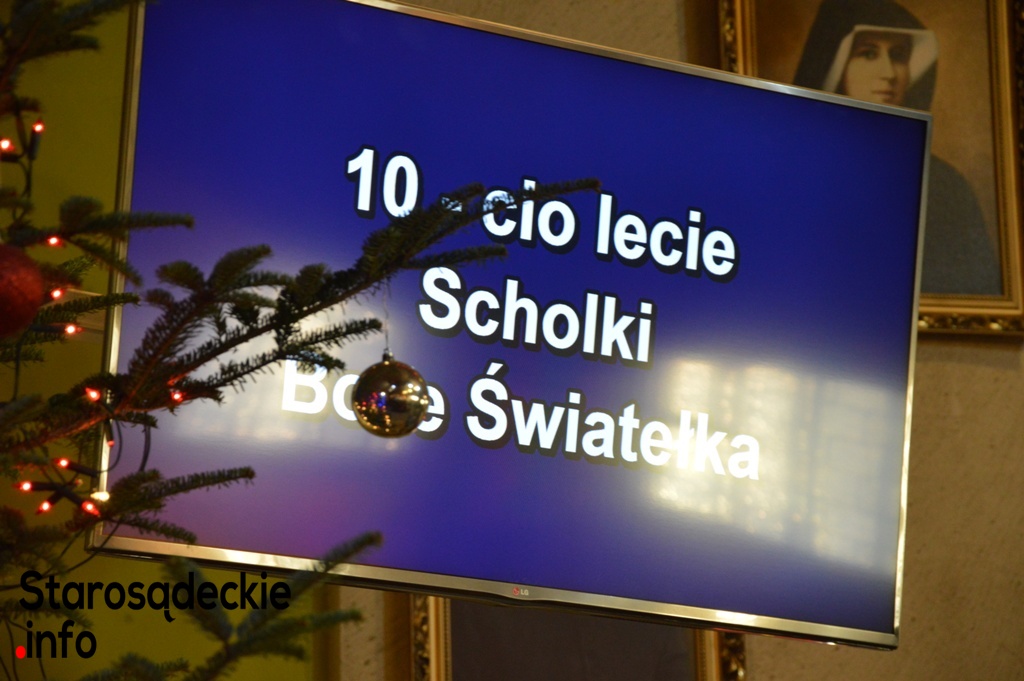 10 - cio lecie
Scholki
Światełka
LG
Starosądeckie
.info